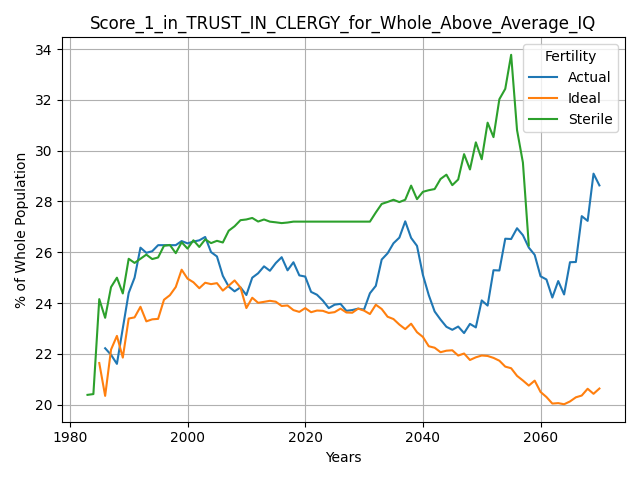 Score_1_in_TRUST_IN_CLERGY_for_Whole_Above_Average_IQ
Fertility
Actual
Ideal
Sterile
% of Whole Population
34
32
30
28
26
24
22
20
1980
2000
2020
2040
2060
Years